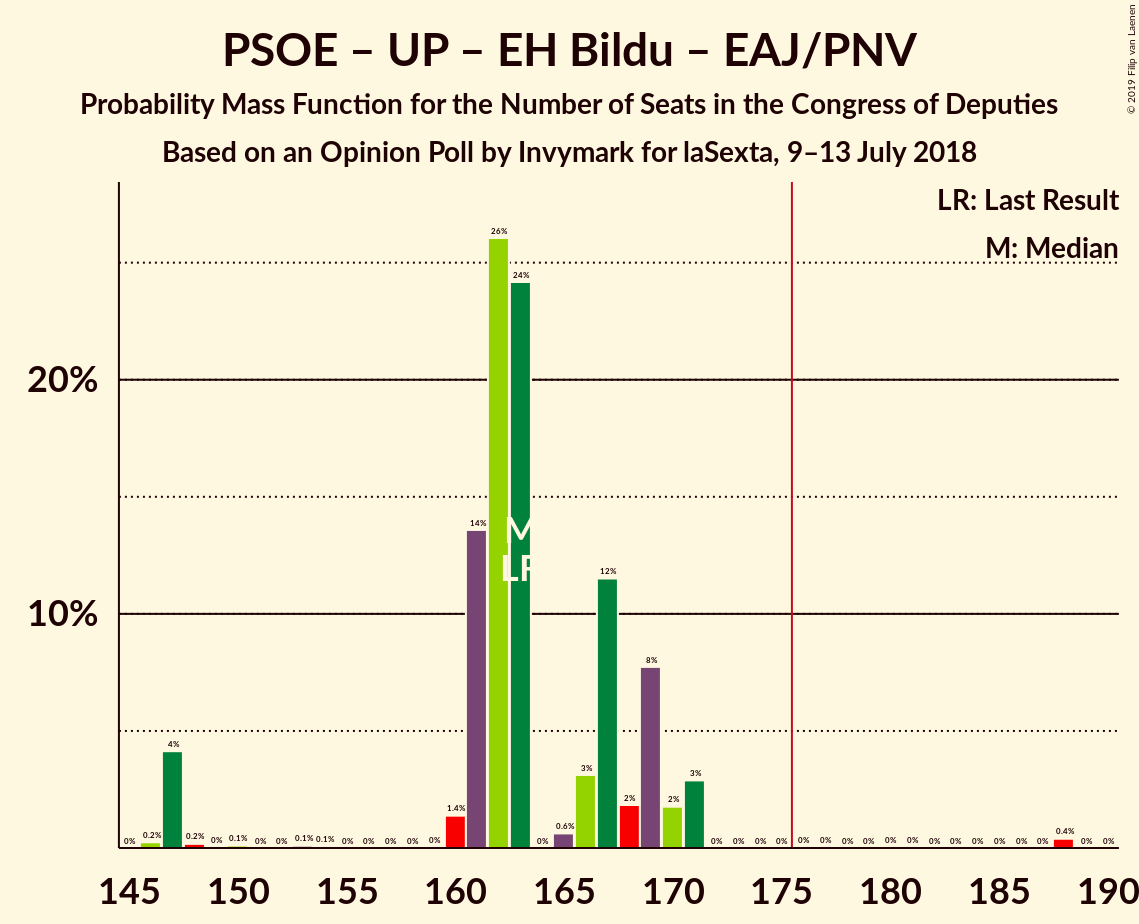 PSOE – UP – EH Bildu – EAJ/PNV
Probability Mass Function for the Number of Seats in the Congress of Deputies
Based on an Opinion Poll by Invymark for laSexta, 9–13 July 2018
© 2019 Filip van Laenen
LR: Last Result
M: Median
20%
10%
0% 0.2% 4% 0.2% 0% 0.1% 0% 0% 0.1% 0.1% 0% 0% 0% 0% 0% 1.4% 14% 26% 24% 0% 0.6% 3% 12% 2% 8% 2% 3% 0% 0% 0% 0% 0% 0% 0% 0% 0% 0% 0% 0% 0% 0% 0% 0% 0.4% 0% 0%
M
LR
145 150 155 160 165 170 175 180 185 190